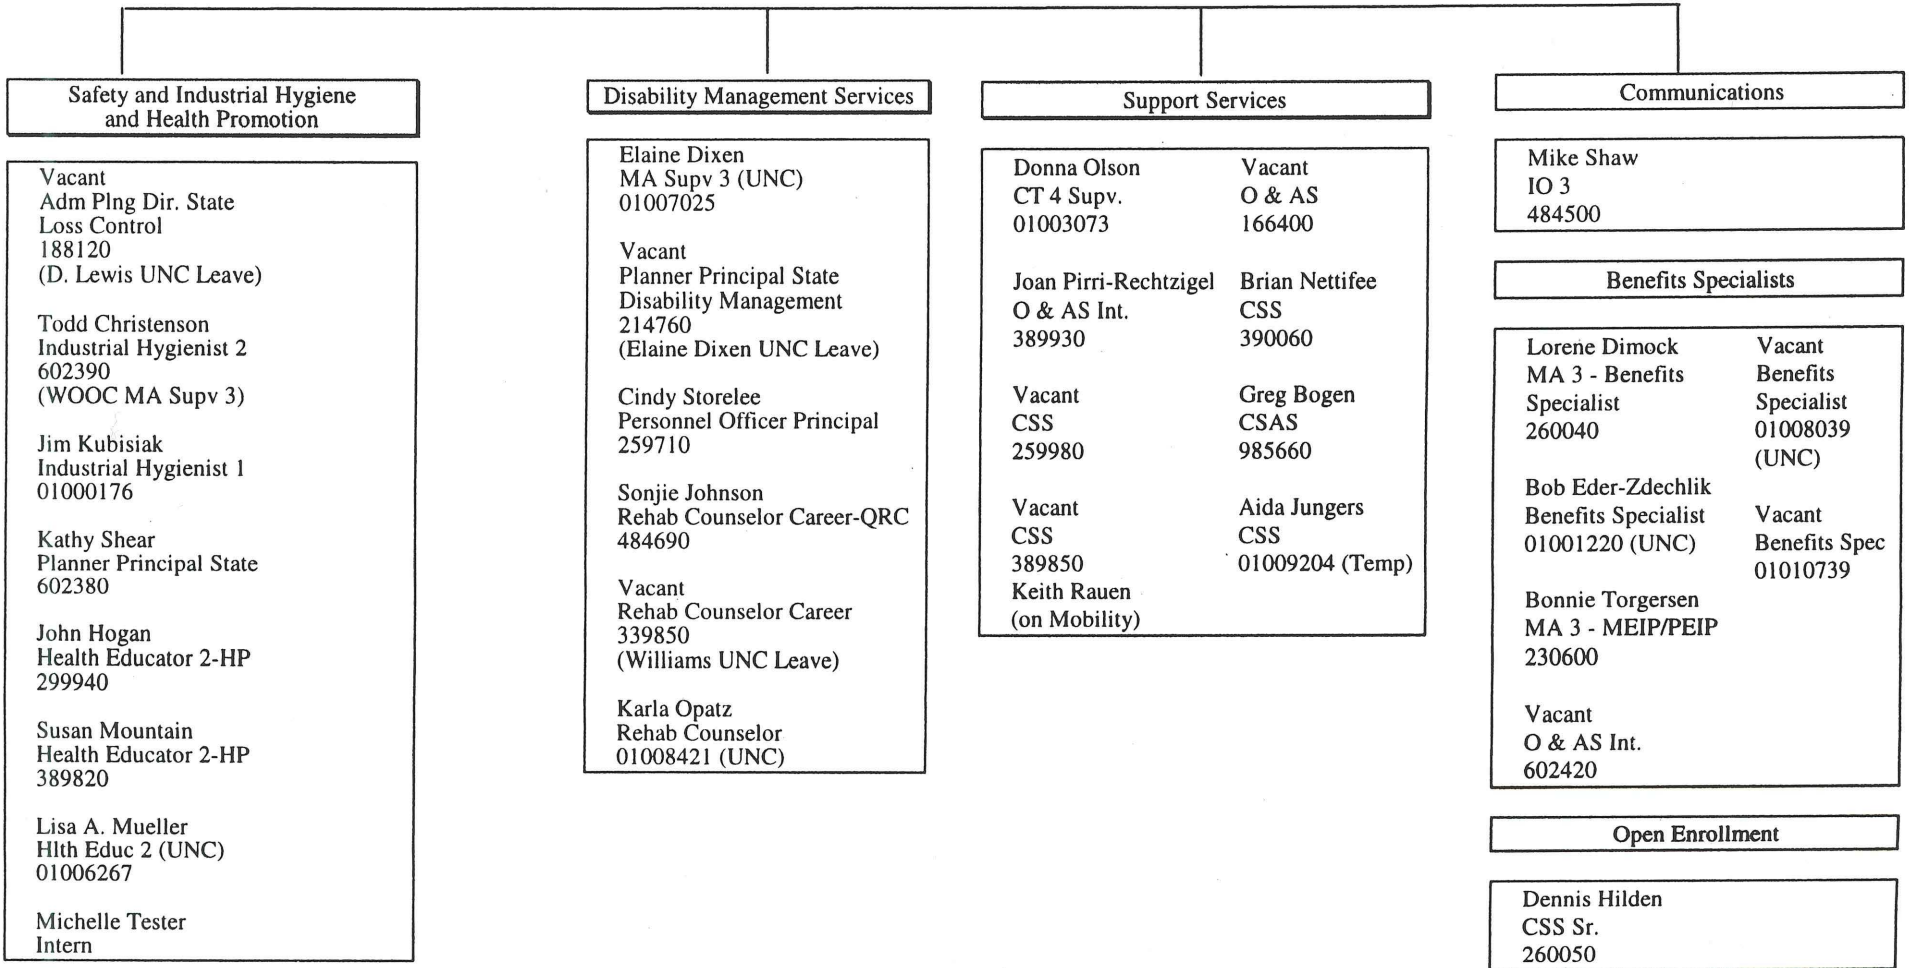 Safety and Industrial Hygiene
and Health Promotion
Vacant
Adm Plng Dir. State
Loss Control
188120
(D. Lewis UNC Leave)
Todd Christenson
Industrial Hygienist 2
602390
(WOOC MA Supv 3)
Jim Kubisiak
Industrial Hygienist 1
01000176
Kathy Shear
Planner Principal State
602380
John Hogan
Health Educator 2-HP
299940
Susan Mountain
Health Educator 2-HP
389820
Lisa A. Mueller
Hlth Educ 2 (UNC)
01006267
Michelle Tester
Intern
Disability Management Services
Elaine Dixen
MA Supv 3 (UNC)
01007025
Vacant
Planner Principal State
Disability Management
214760
(Elaine Dixen UNC Leave)
Cindy Storelee
Personnel Officer Principal
259710
Sonjie Johnson
Rehab Counselor Career-QRC
484690
Vacant
Rehab Counselor Career
339850
(Williams UNC Leave)
Karla Opatz
Rehab Counselor
01008421 (UNC)
Support Services
Donna Olson
CT 4 Supv.
01003073
Joan Pirri-Rechtzigel
O & AS Int.
389930
Vacant
CSS
259980
Vacant
CSS
389850
Keith Rauen
(on Mobility)
Vacant
O & AS
166400
Brian Nettifee
CSS
390060
Greg Bogen
CSAS
985660
Aida Jungers
CSS
01009204 (Temp)
Communications
Mike Shaw
IO 3
484500
Benefits Specialists
Lorene Dimock
MA 3 - Benefits
Specialist
260040
Bob Eder-Zdechlik
Benefits Specialist
01001220 (UNC)
Bonnie Torgersen
MA 3 - MEIP/PEIP
230600
Vacant
O & AS Int.
602420
Vacant
Benefits
Specialist
01008039
(UNC)
Vacant
Benefits Spec
01010739
Open Enrollment
Dennis Hilden
CSS Sr.
260050